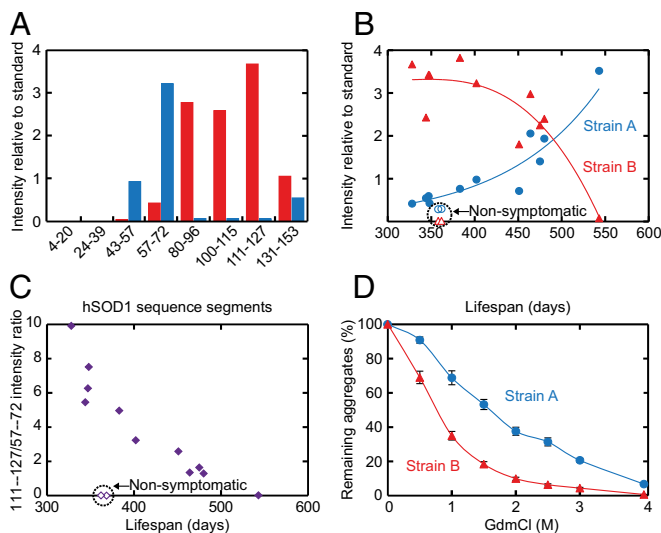 A
Intensity relative to standard
4
3
2
1
0
4-20
24-39
43-57
57-72
80-96
100-115
111-127
131-153
hSOD1 sequence segments
B
Intensity relative to standard
4
3
2
1
0
Strain A
Strain B
Non-symptomatic
300 350 400 450 500 550 600
Lifespan (days)
C
111--127/57--72 intensity ratio
10
8
6
4
2
0
Non-symptomatic
300 400 500 600
Lifespan (days)
D
Remaining aggregates (%)
100
80
60
40
20
0
Strain A
Strain B
0 1 2 3 4
GdmCl (M)